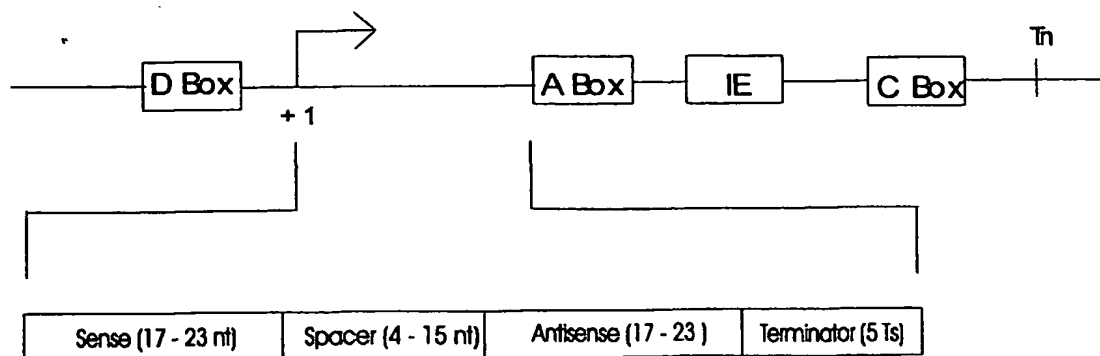 Tn
D Box A Box IE C Box
+ 1
Sense (17 - 23 nt) Spacer (4 - 15 nt) Antisense (17 - 23 ) Terminator (5 Ts)